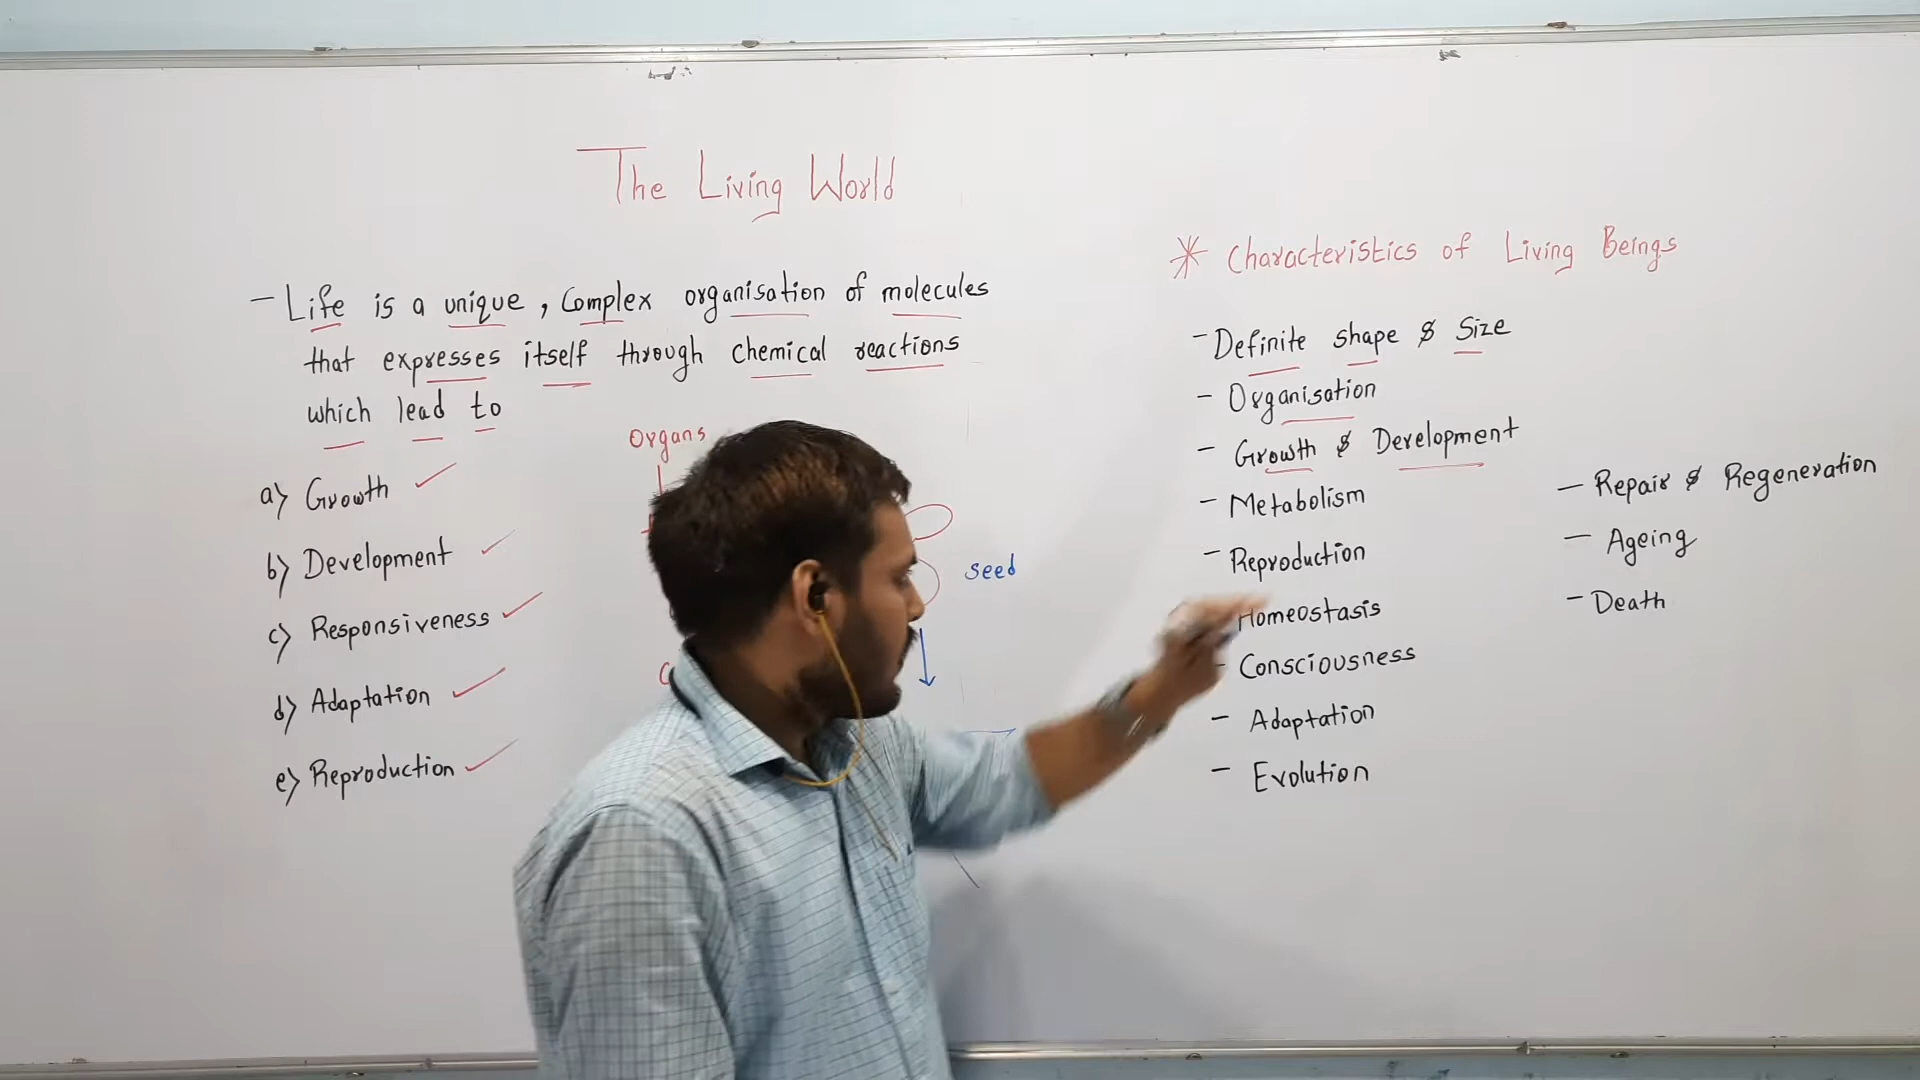 The Living World
- Life is a unique, Complex organisation of molecules
that expresses itself through chemical reactions
which lead to
a) Growth
b) Development
c) Responsiveness
d) Adaptation
e) Reproduction
Organs
Seed
* Characteristics of Living Beings
- Definite shape & Size
- Organisation
- Growth & Development
- Metabolism
- Reproduction
Homeostasis
- Consciousness
- Adaptation
- Evolution
- Repair & Regeneration
- Ageing
- Death